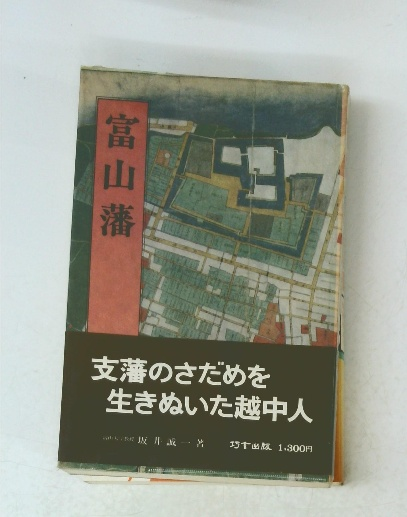 富山藩
支藩のさだめを
生きぬいた越中人
坂井誠一著
巧玄出版 1,300円